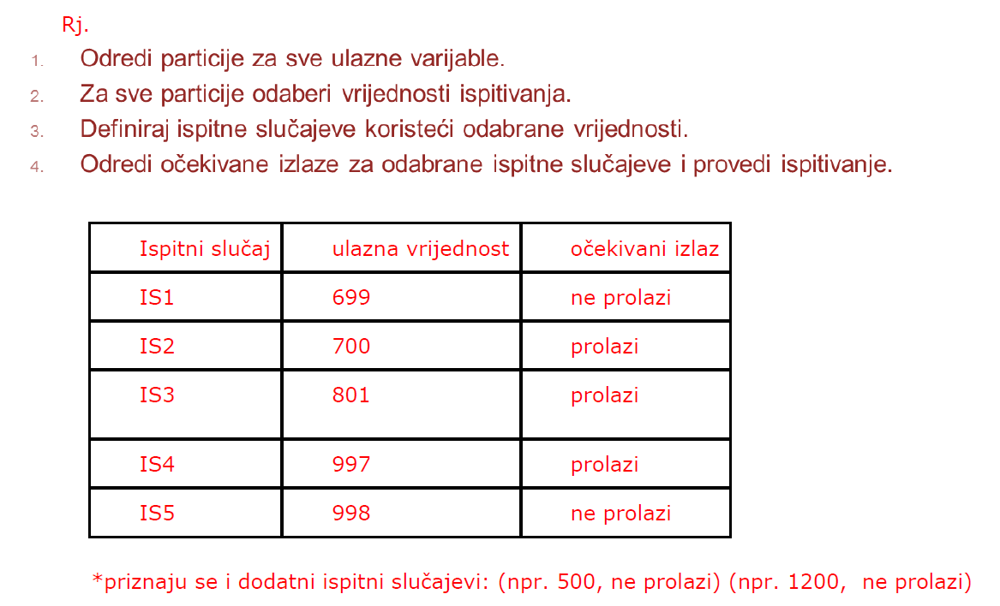 Rj.
1. Odredi particije za sve ulazne varijable.
2. Za sve particije odaberi vrijednosti ispitivanja.
3. Definiraj ispitne slučajeve koristeći odabrane vrijednosti.
4. Odredi očekivane izlaze za odabrane ispitne slučajeve i provedi ispitivanje.
Ispitni slučaj ulazna vrijednost očekivani izlaz
IS1 699 ne prolazi
IS2 700 prolazi
IS3 801 prolazi
IS4 997 prolazi
IS5 998 ne prolazi
*priznaju se i dodatni ispitni slučajevi: (npr. 500, ne prolazi) (npr. 1200, ne prolazi)